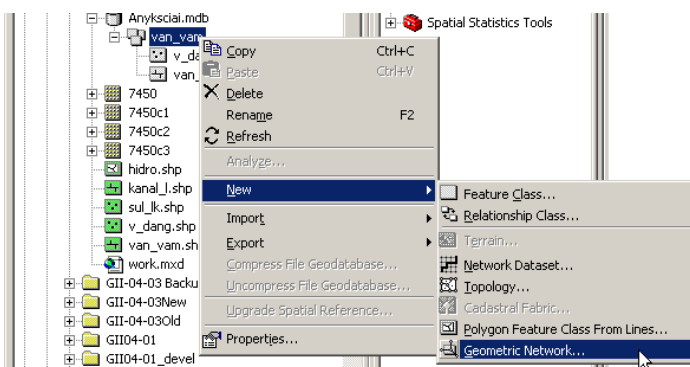 Anyksciai.mdb
van_vam
v_da
van_
7450
7450c1
7450c2
7450c3
hidro.shp
kanal_l.shp
sul_lk.shp
v_dang.shp
van_vam.sh
work.mxd
GII-04-03 Backu
GII-04-03New
GII-04-03Old
GII04-01
GII04-01_devel
Spatial Statistics Tools
Copy Ctrl+C
Paste Ctrl+V
Delete
Rename F2
Refresh
Analyze...
New
Import
Export
Compress File Geodatabase...
Uncompress File Geodatabase...
Upgrade Spatial Reference...
Properties...
Feature Class...
Relationship Class...
Terrain...
Network Dataset...
Topology...
Cadastral Fabric...
Polygon Feature Class From Lines...
Geometric Network...